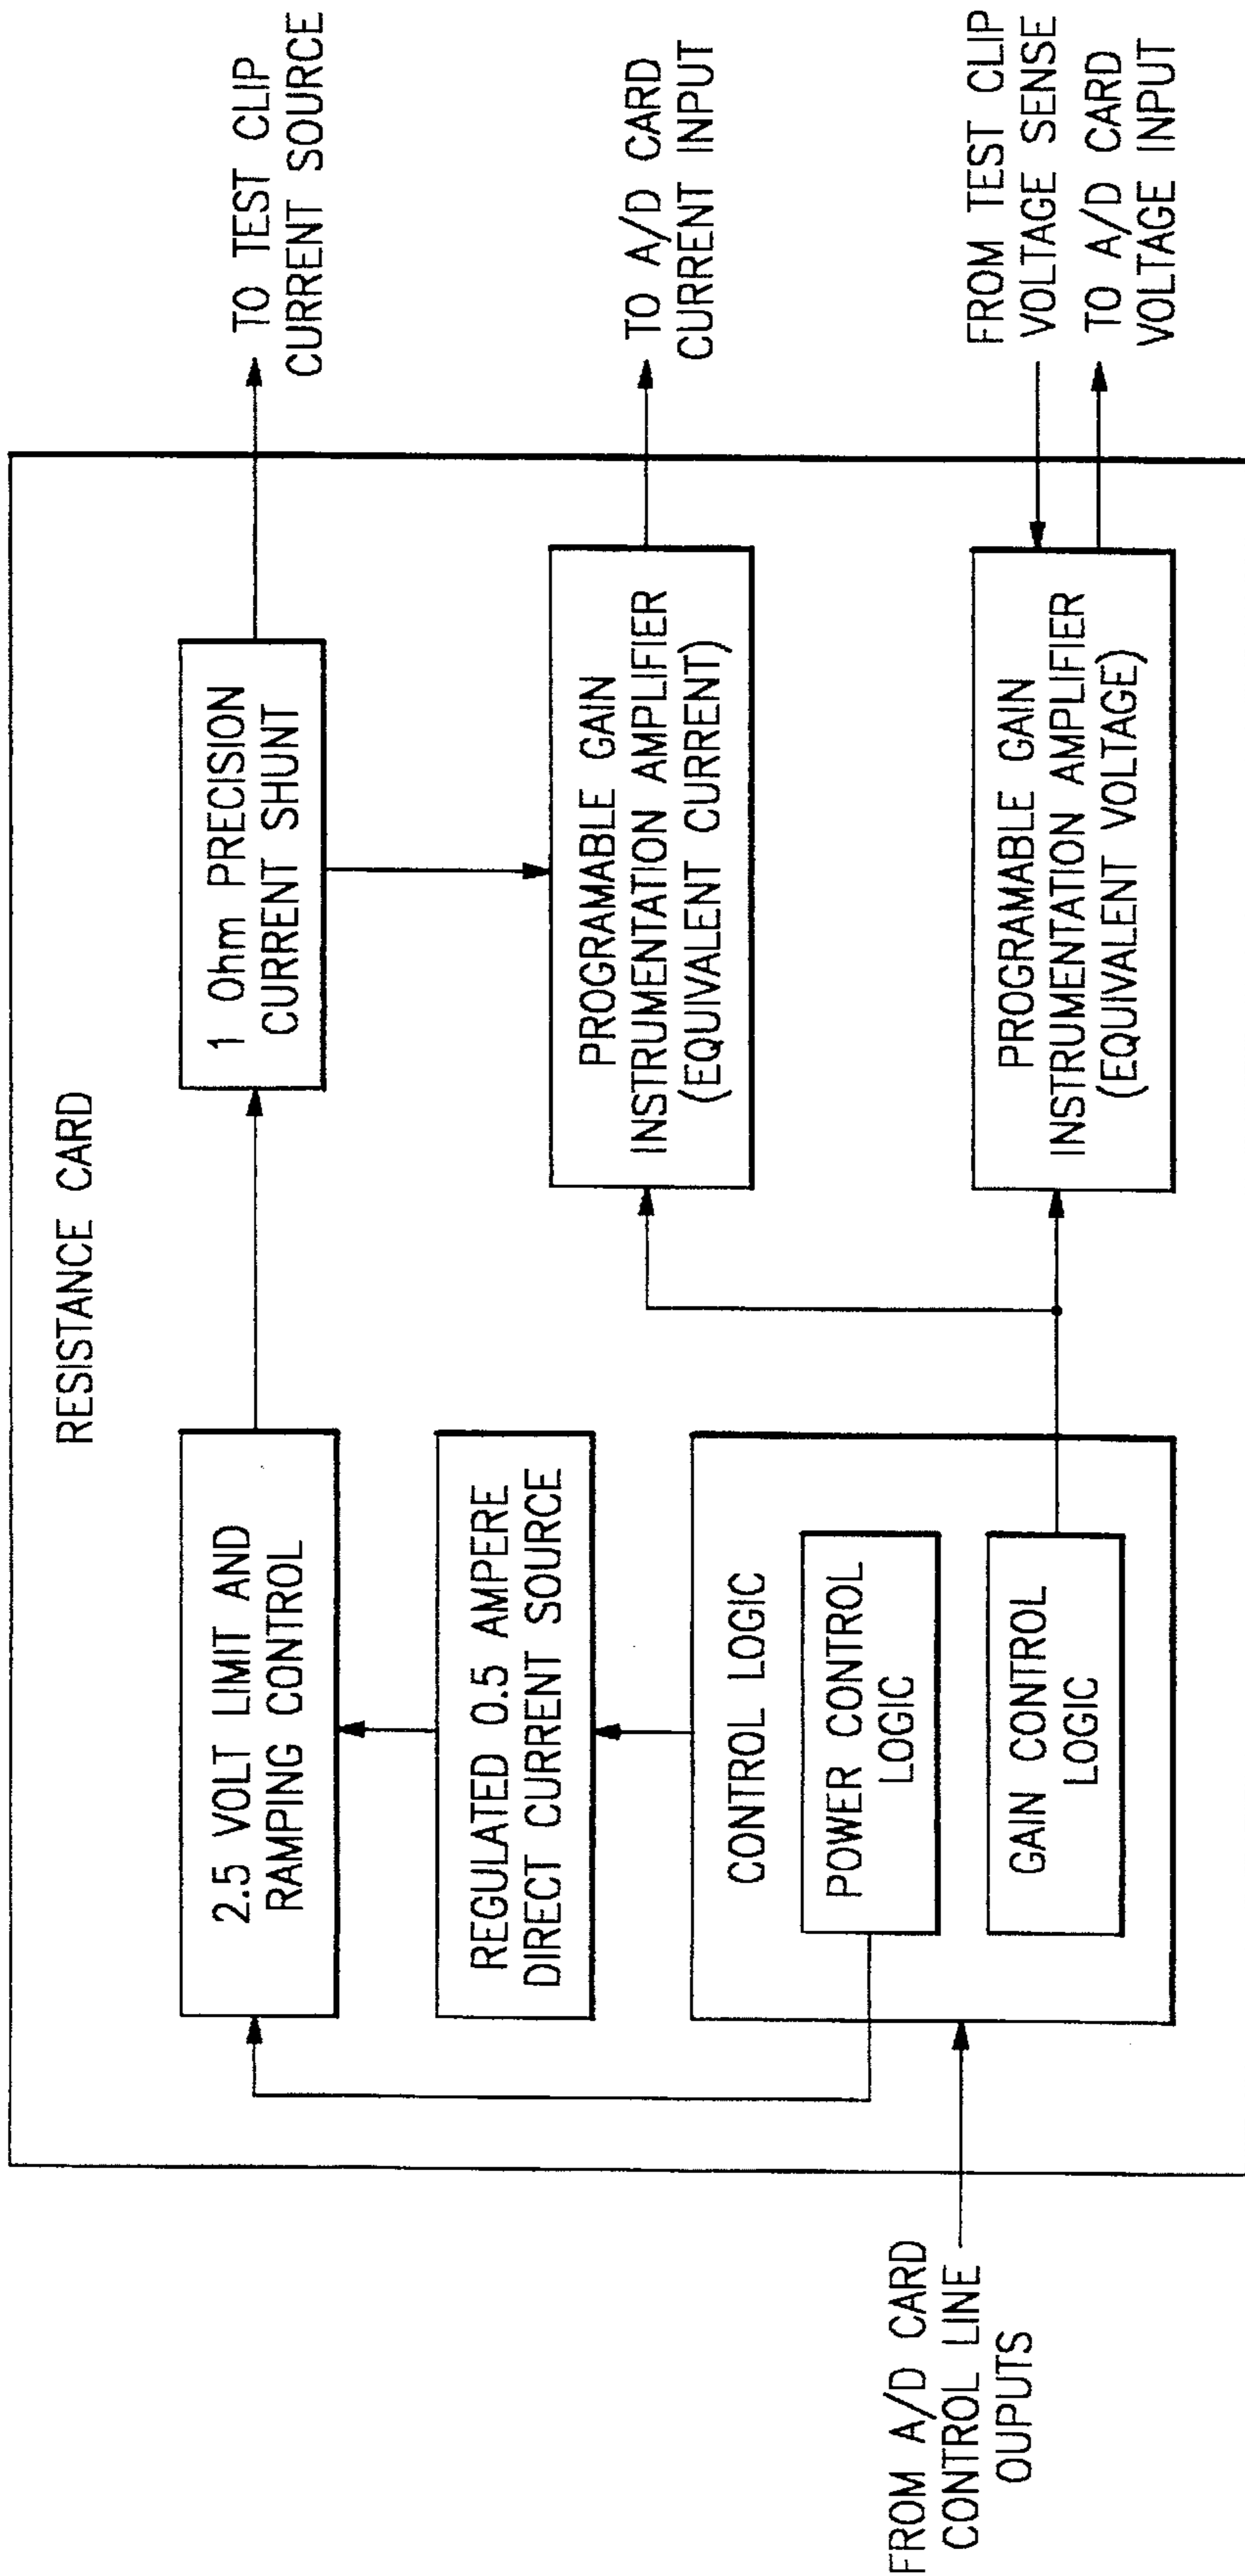 RESISTANCE CARD
2.5 VOLT LIMIT AND
RAMPING CONTROL
1 Ohm PRECISION
CURRENT SHUNT
TO TEST CLIP
CURRENT SOURCE
REGULATED 0.5 AMPERE
DIRECT CURRENT SOURCE
PROGRAMABLE GAIN
INSTRUMENTATION AMPLIFIER
(EQUIVALENT CURRENT)
TO A/D CARD
CURRENT INPUT
CONTROL LOGIC
POWER CONTROL
LOGIC
GAIN CONTROL
LOGIC
PROGRAMABLE GAIN
INSTRUMENTATION AMPLIFIER
(EQUIVALENT VOLTAGE)
FROM TEST CLIP
VOLTAGE SENSE
TO A/D CARD
VOLTAGE INPUT
FROM A/D CARD
CONTROL LINE
OUPUTS